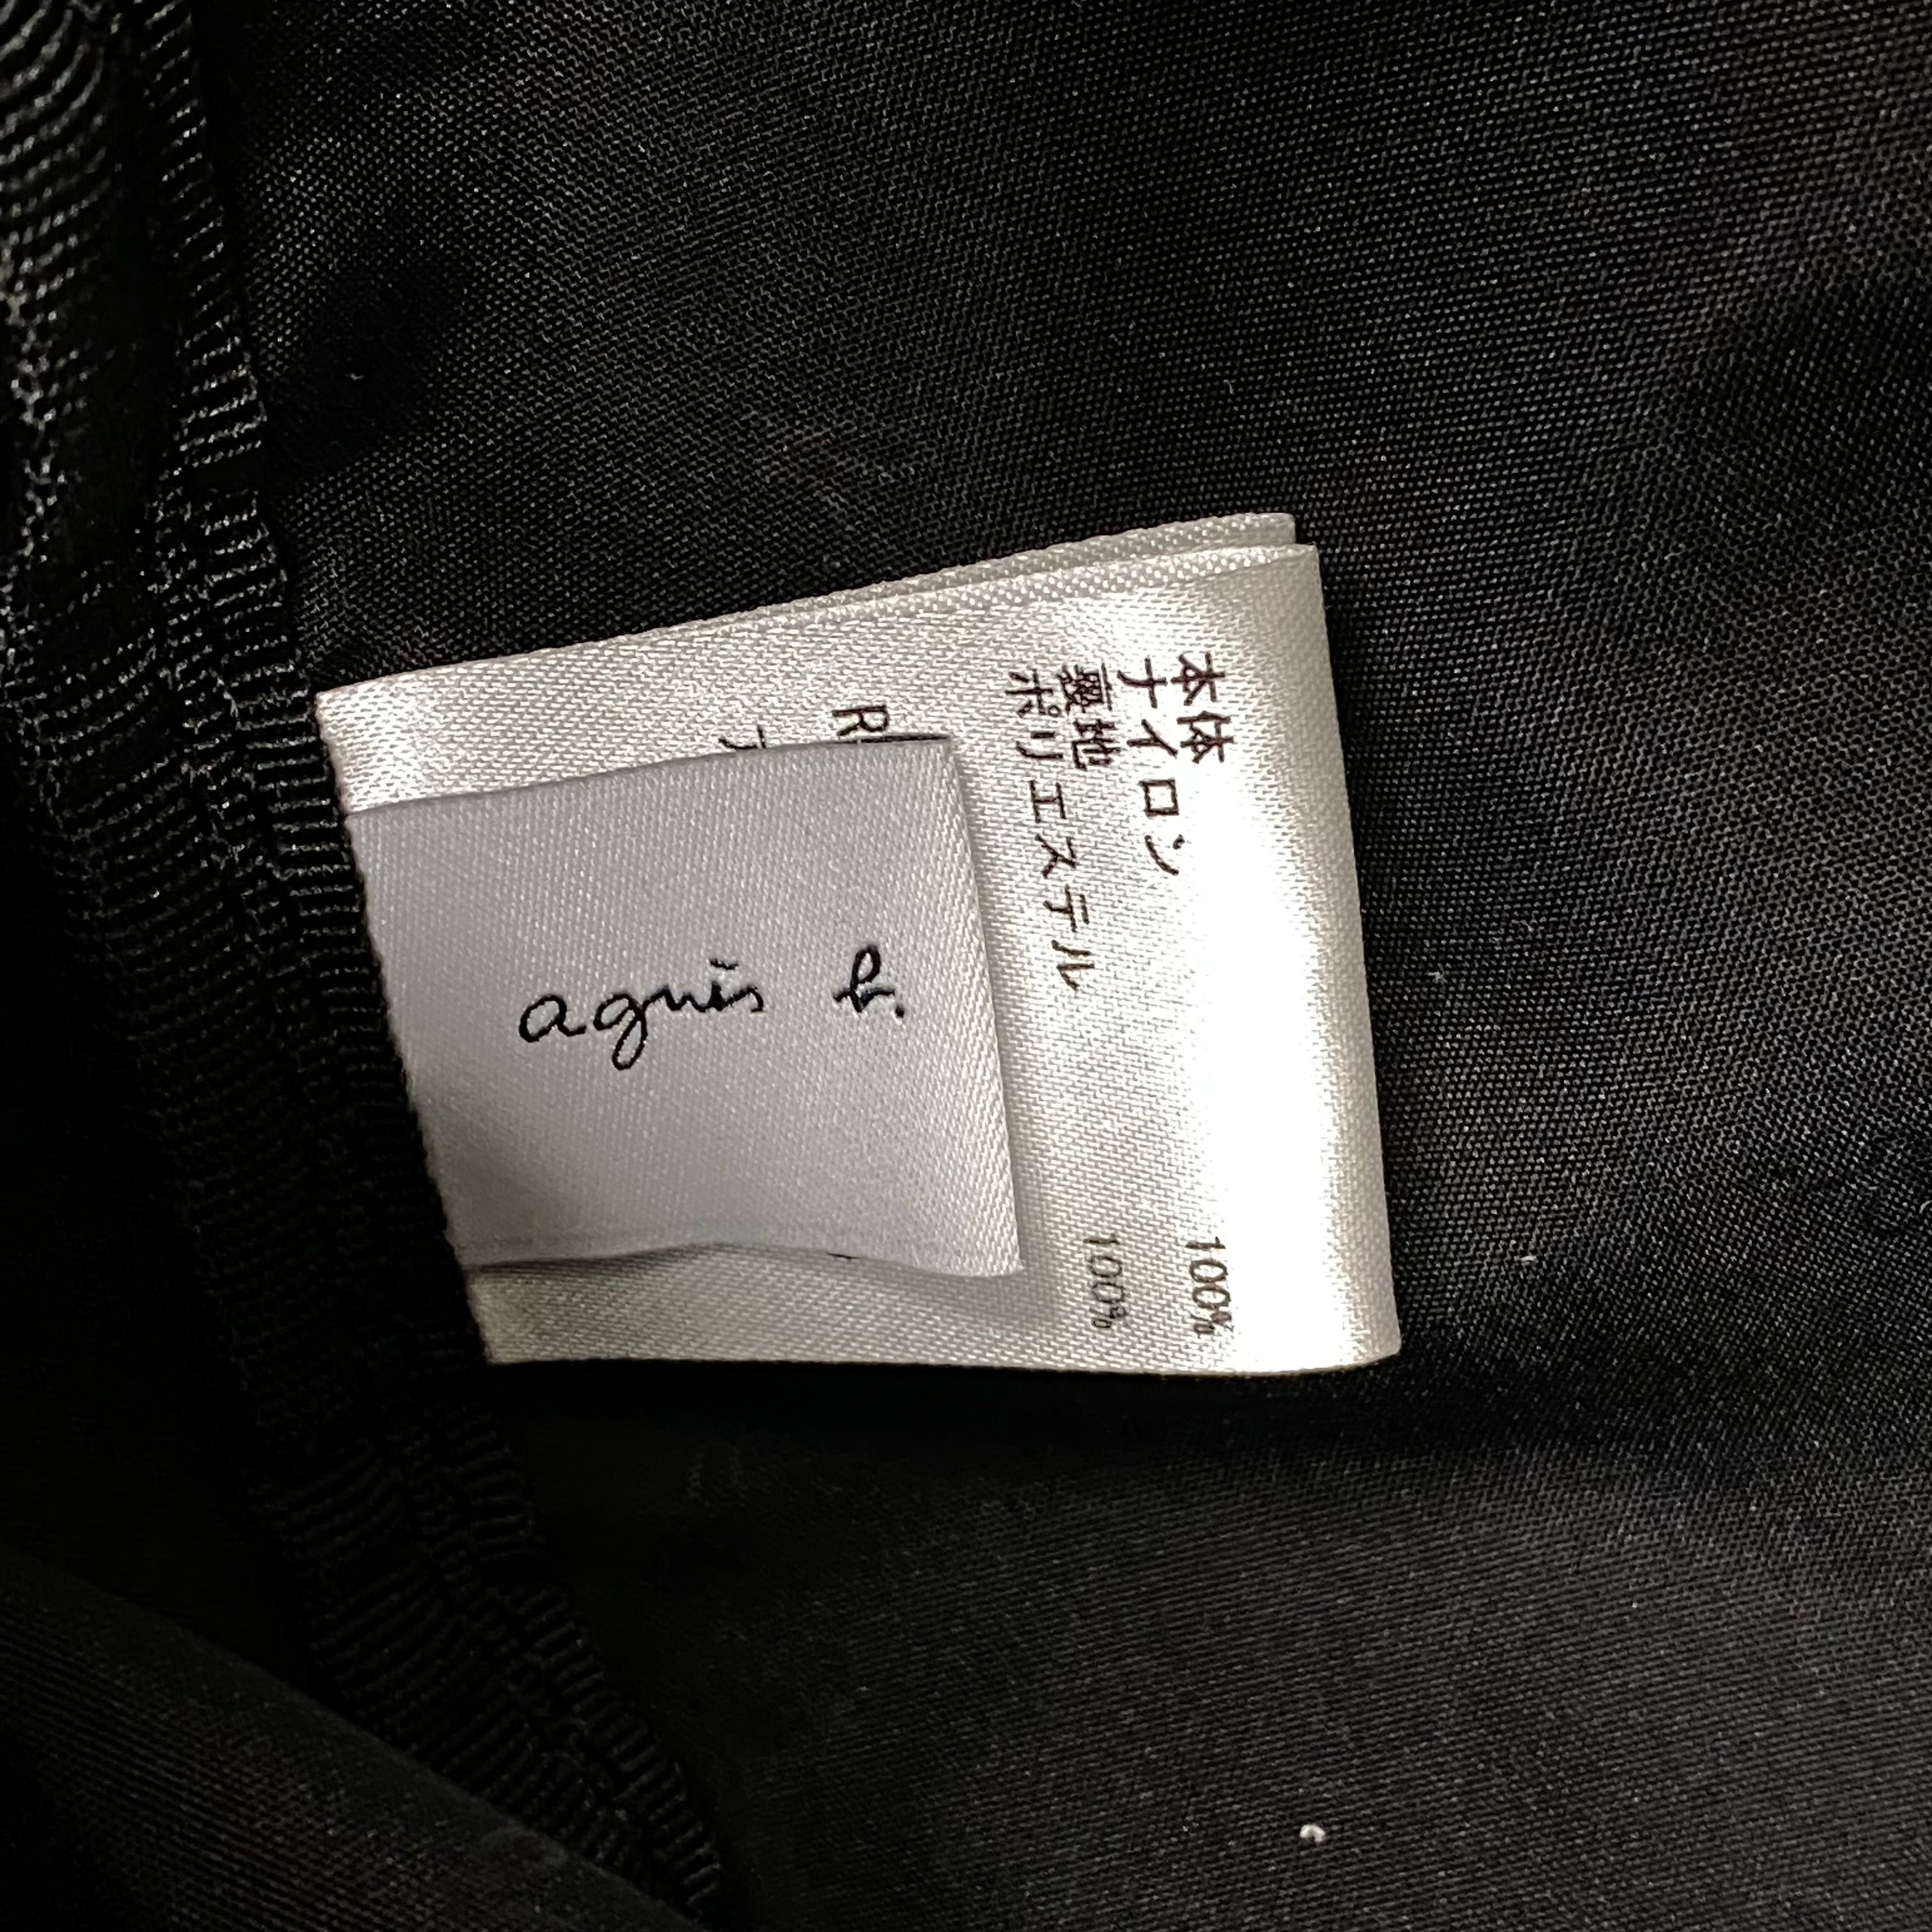 本体
ナイロン 100%
裏地
ポリエステル 100%
R
agnès b.